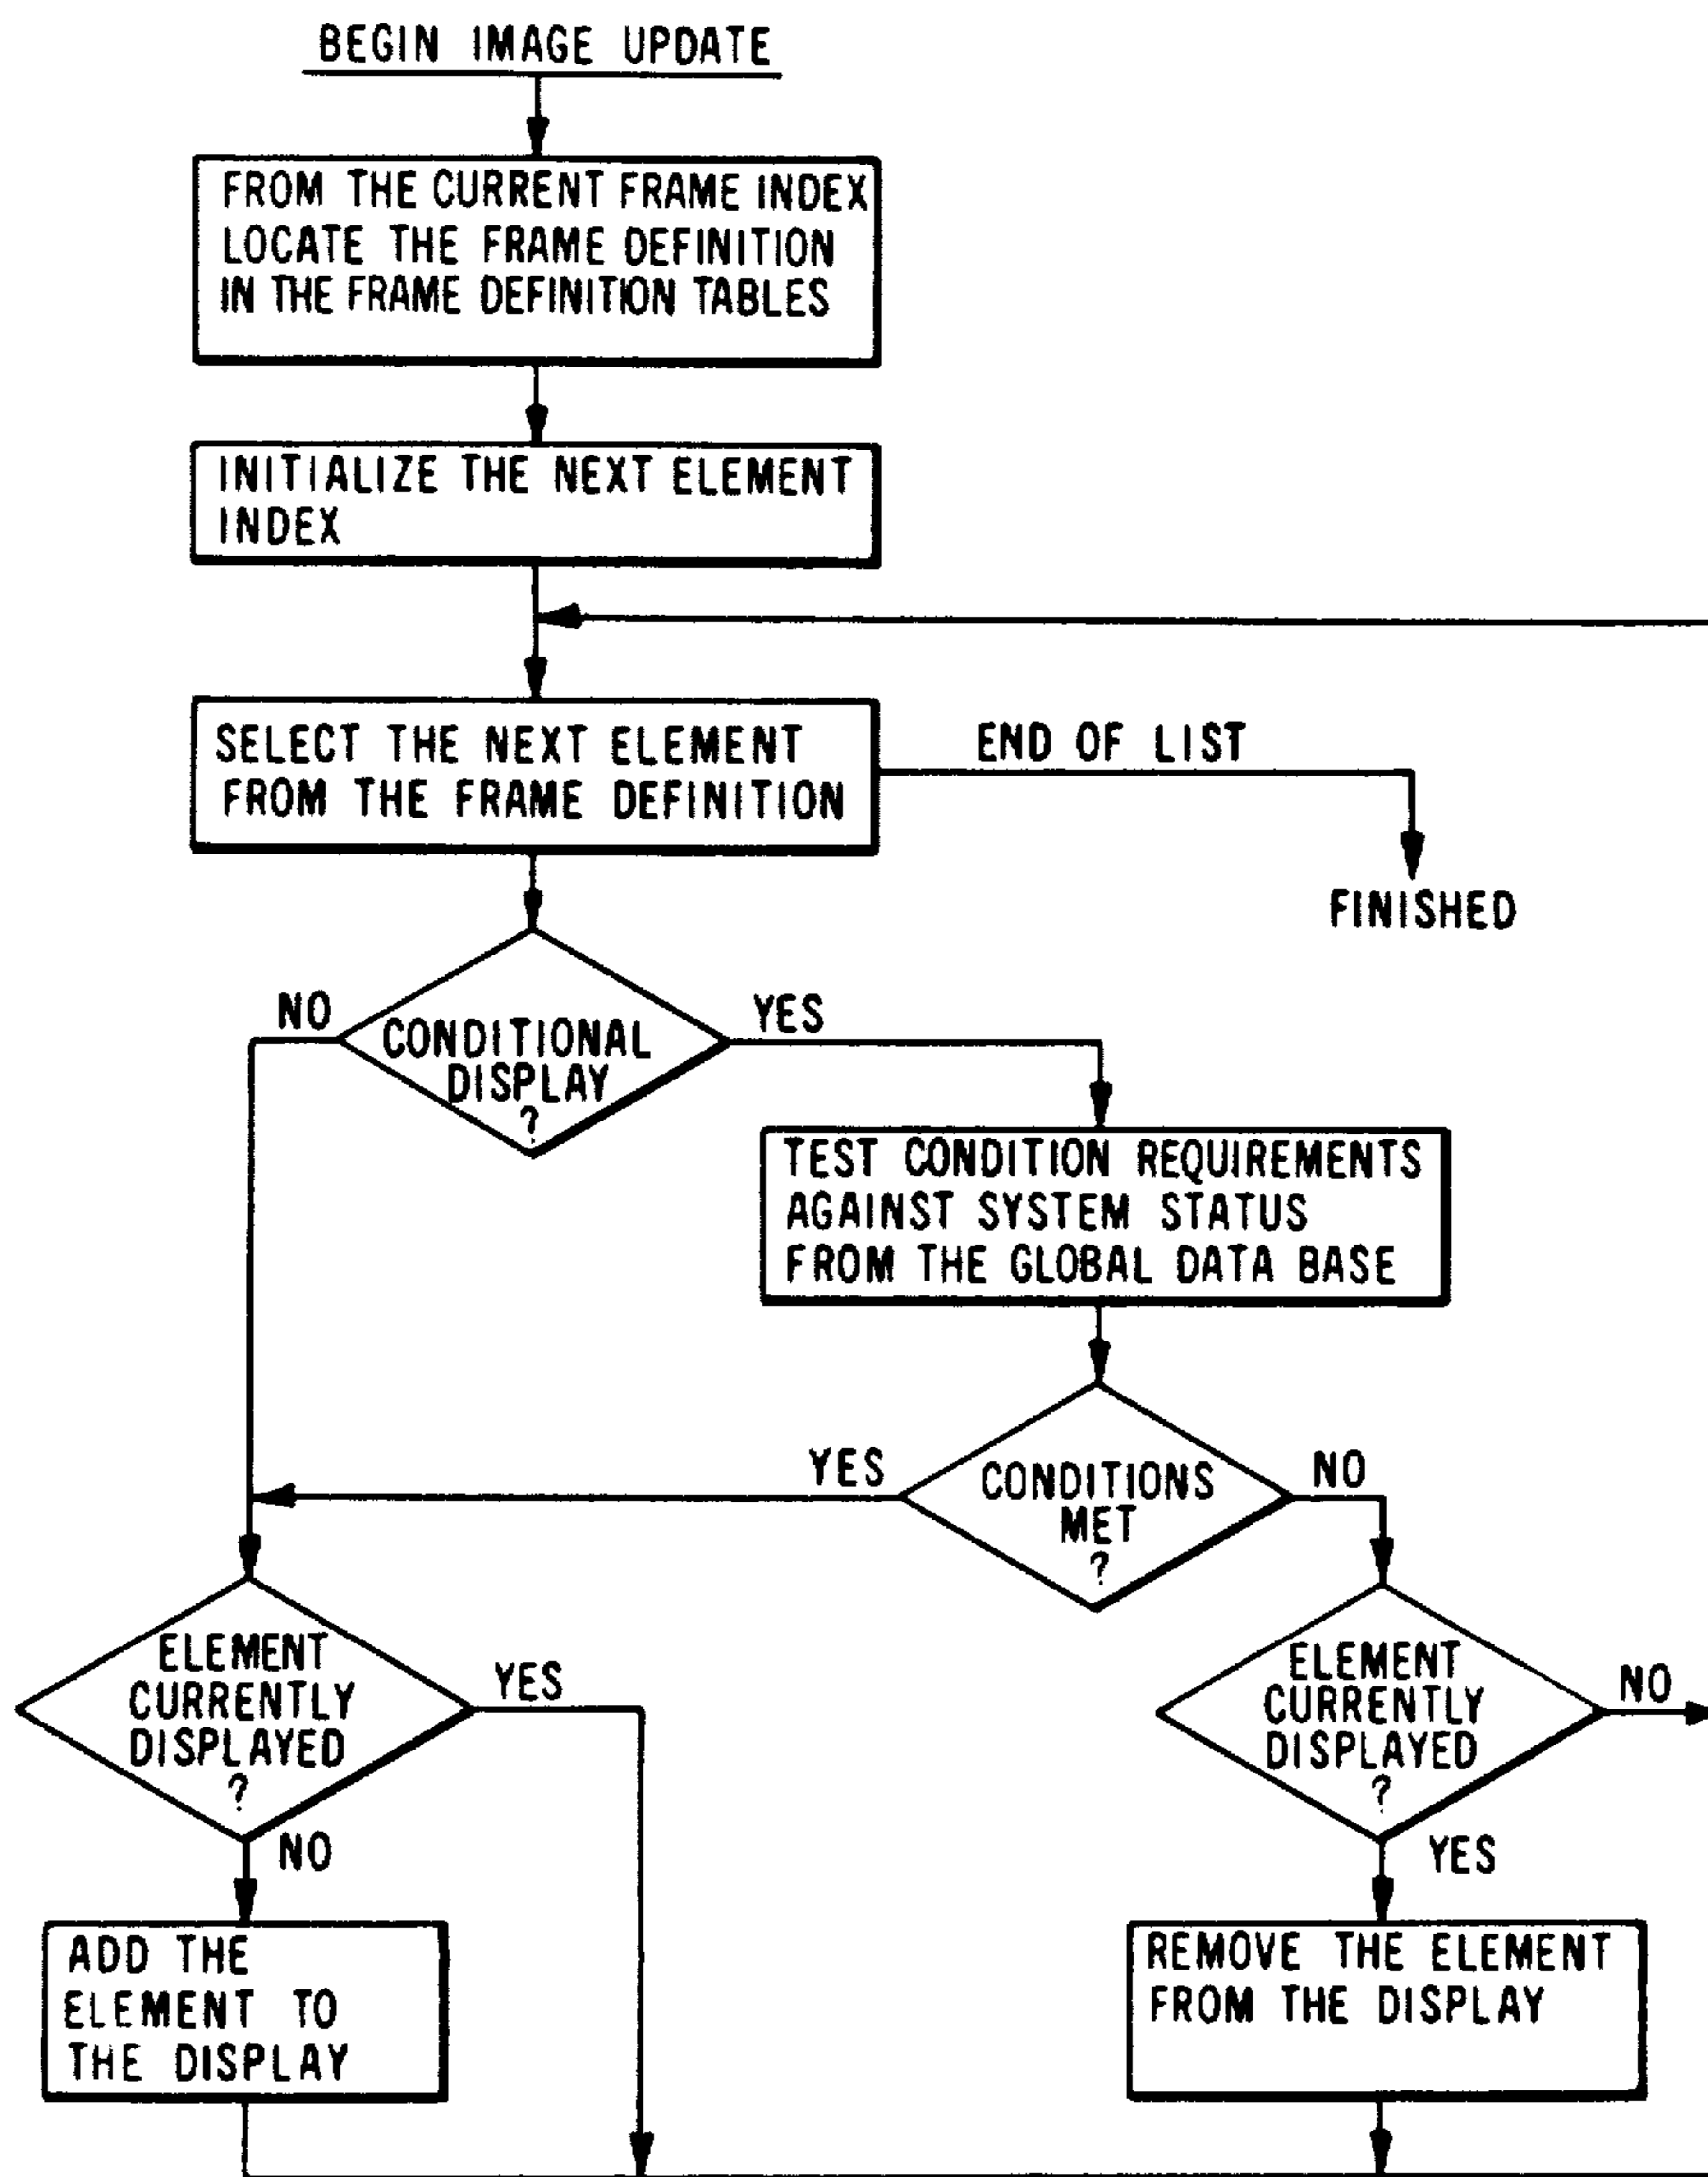 BEGIN IMAGE UPDATE
FROM THE CURRENT FRAME INDEX
LOCATE THE FRAME DEFINITION
IN THE FRAME DEFINITION TABLES
INITIALIZE THE NEXT ELEMENT
INDEX
SELECT THE NEXT ELEMENT
FROM THE FRAME DEFINITION
END OF LIST
FINISHED
NO
CONDITIONAL
DISPLAY
?
YES
TEST CONDITION REQUIREMENTS
AGAINST SYSTEM STATUS
FROM THE GLOBAL DATA BASE
YES
CONDITIONS
MET
?
NO
ELEMENT
CURRENTLY
DISPLAYED
?
YES
NO
ELEMENT
CURRENTLY
DISPLAYED
?
NO
YES
ADD THE
ELEMENT TO
THE DISPLAY
REMOVE THE ELEMENT
FROM THE DISPLAY